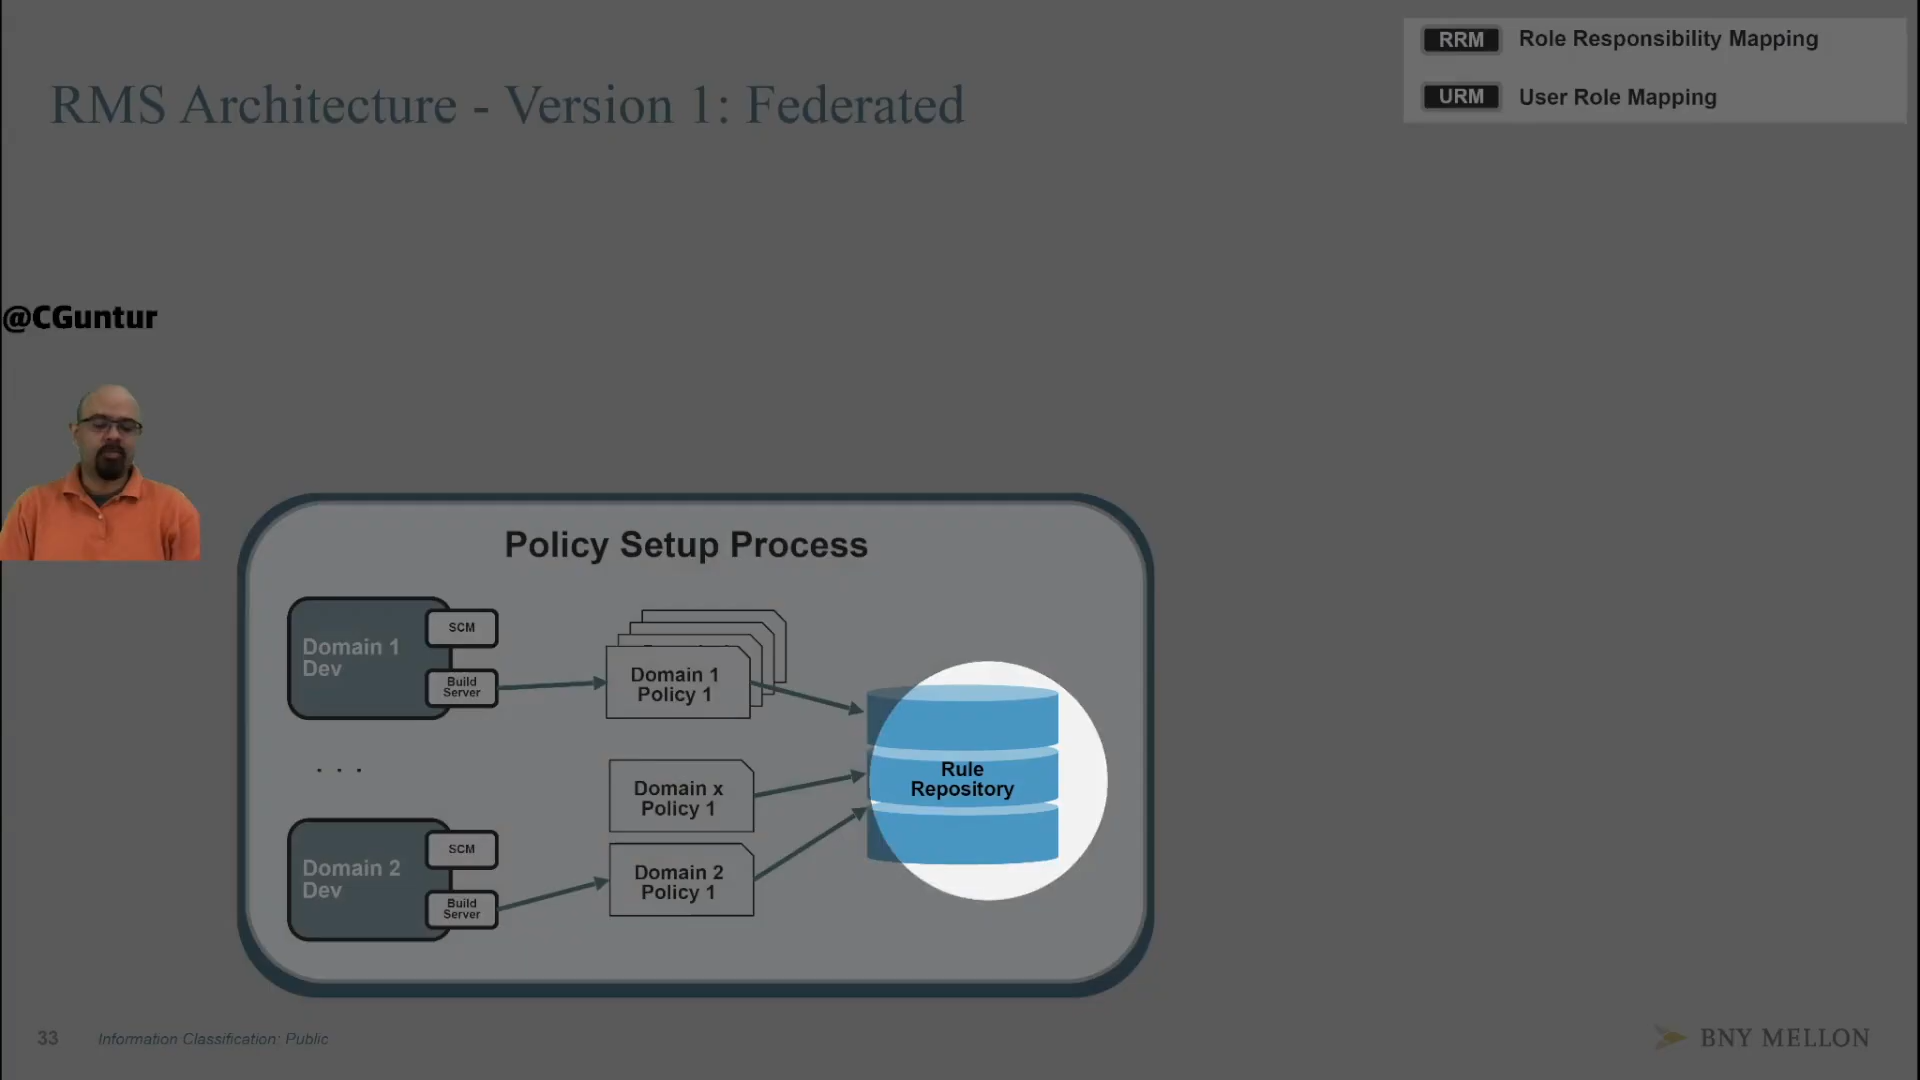 RRM Role Responsibility Mapping
URM User Role Mapping
RMS Architecture - Version 1: Federated
@CGuntur
Policy Setup Process
Domain 1
Dev
SCM
Build
Server
Domain 1
Policy 1
. . .
Domain x
Policy 1
Rule
Repository
Domain 2
Dev
SCM
Build
Server
Domain 2
Policy 1
33
Information Classification: Public
BNY MELLON